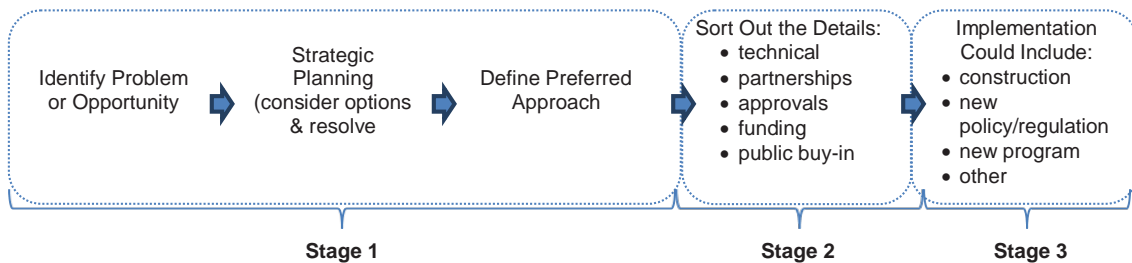 Identify Problem
or Opportunity
Strategic
Planning
(consider options
& resolve
Define Preferred
Approach
Sort Out the Details:
• technical
• partnerships
• approvals
• funding
• public buy-in
Implementation
Could Include:
• construction
• new
policy/regulation
• new program
• other
Stage 1
Stage 2
Stage 3